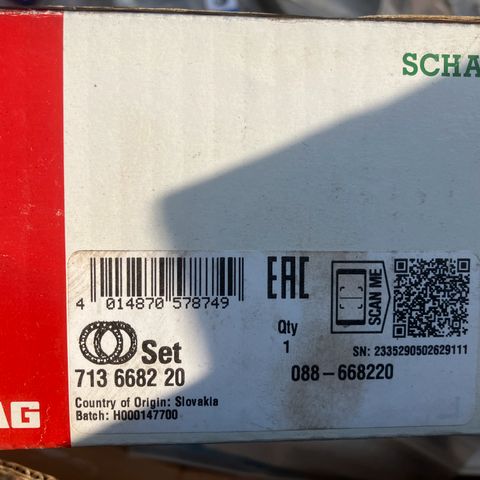 SCHA
4 014870 578749
EAC
SCAN ME
Qty
1
SN: 2335290502629111
Set
713 6682 20
088-668220
Country of Origin: Slovakia
Batch: H000147700
AG